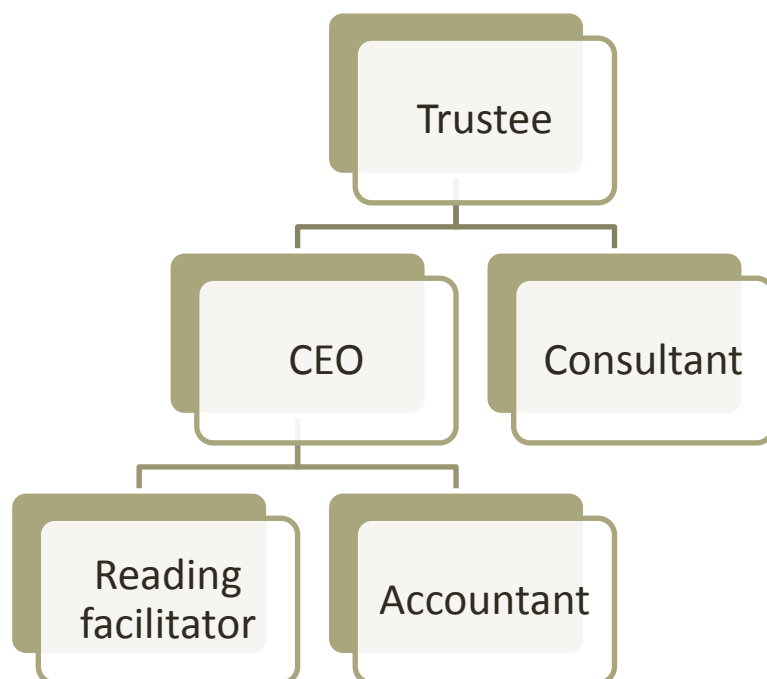 Trustee
CEO
Consultant
Reading
facilitator
Accountant